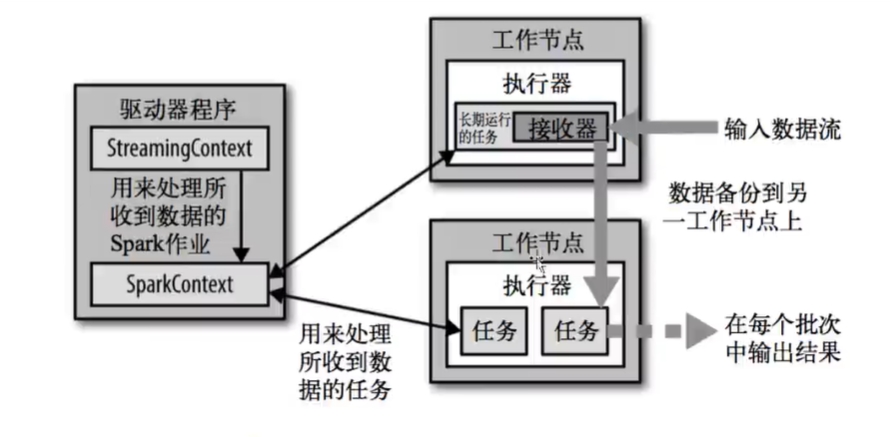 驱动器程序
StreamingContext
用来处理所
收到数据的
Spark作业
SparkContext
工作节点
执行器
长期运行
的任务
接收器
输入数据流
数据备份到另
一工作节点上
工作节点
执行器
任务
任务
用来处理
所收到数
据的任务
在每个批次
中输出结果